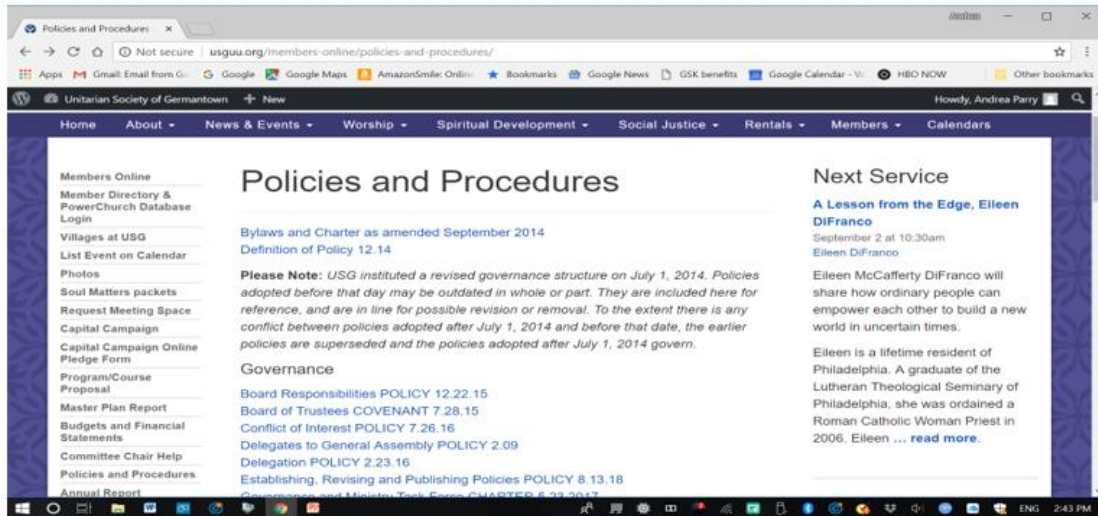 Policies and Procedures
Not secure | usguu.org/members-online/policies-and-procedures/
Apps Gmail: Email from G Google Google Maps AmazonSmile: Onlin Bookmarks Google News GSK benefits Google Calendar - W HBO NOW Other bookmarks
Unitarian Society of Germantown + New Howdy, Andrea Parry
Home About News & Events Worship Spiritual Development Social Justice Rentals Members Calendars
Members Online
Member Directory &
PowerChurch Database
Login
Villages at USG
List Event on Calendar
Photos
Soul Matters packets
Request Meeting Space
Capital Campaign
Capital Campaign Online
Pledge Form
Program/Course
Proposal
Master Plan Report
Budgets and Financial
Statements
Committee Chair Help
Policies and Procedures
Annual Report
Policies and Procedures
Bylaws and Charter as amended September 2014
Definition of Policy 12.14
Please Note: USG instituted a revised governance structure on July 1, 2014. Policies
adopted before that day may be outdated in whole or part. They are included here for
reference, and are in line for possible revision or removal. To the extent there is any
conflict between policies adopted after July 1, 2014 and before that date, the earlier
policies are superseded and the policies adopted after July 1, 2014 govern.
Governance
Board Responsibilities POLICY 12.22.15
Board of Trustees COVENANT 7.28.15
Conflict of Interest POLICY 7.26.16
Delegates to General Assembly POLICY 2.09
Delegation POLICY 2.23.16
Establishing, Revising and Publishing Policies POLICY 8.13.18
Governance and Ministry Task Force CHARTER 5.23.2017
Next Service
A Lesson from the Edge, Eileen
DiFranco
September 2 at 10:30am
Eileen DiFranco
Eileen McCafferty DiFranco will
share how ordinary people can
empower each other to build a new
world in uncertain times.
Eileen is a lifetime resident of
Philadelphia. A graduate of the
Lutheran Theological Seminary of
Philadelphia, she was ordained a
Roman Catholic Woman Priest in
2006. Eileen ... read more.
ENG 2:43 PM